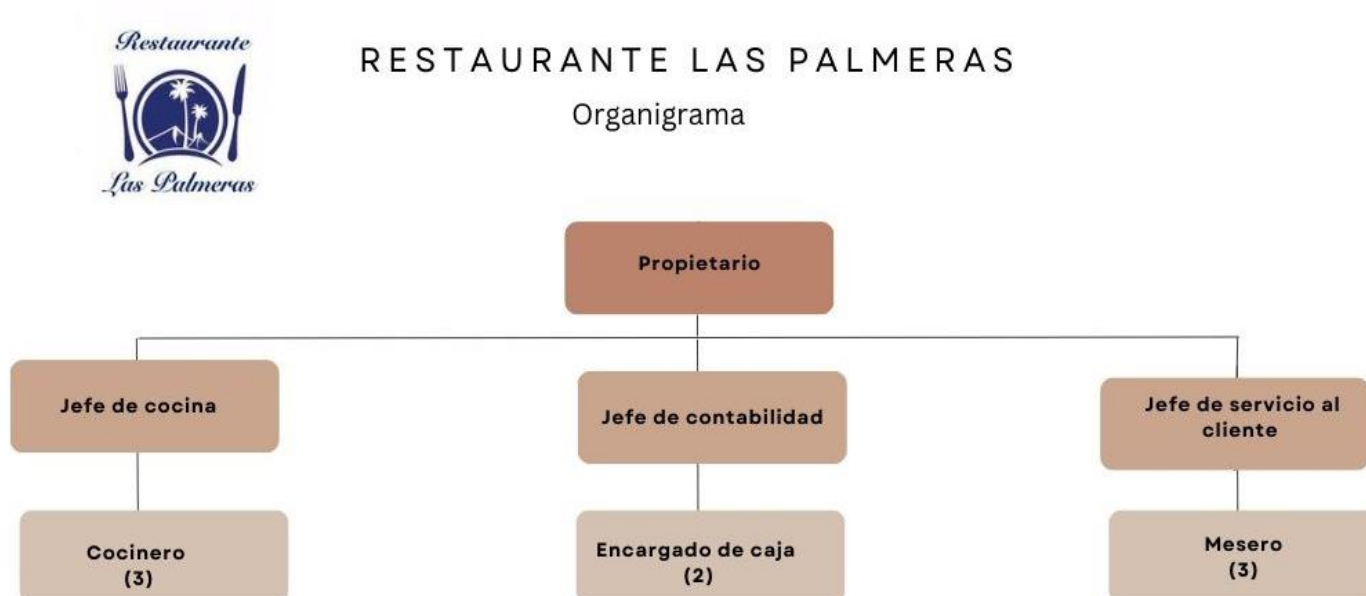 Restaurante
Las Palmeras
RESTAURANTE LAS PALMERAS
Organigrama
Propietario
Jefe de cocina
Jefe de contabilidad
Jefe de servicio al
cliente
Cocinero
(3)
Encargado de caja
(2)
Mesero
(3)